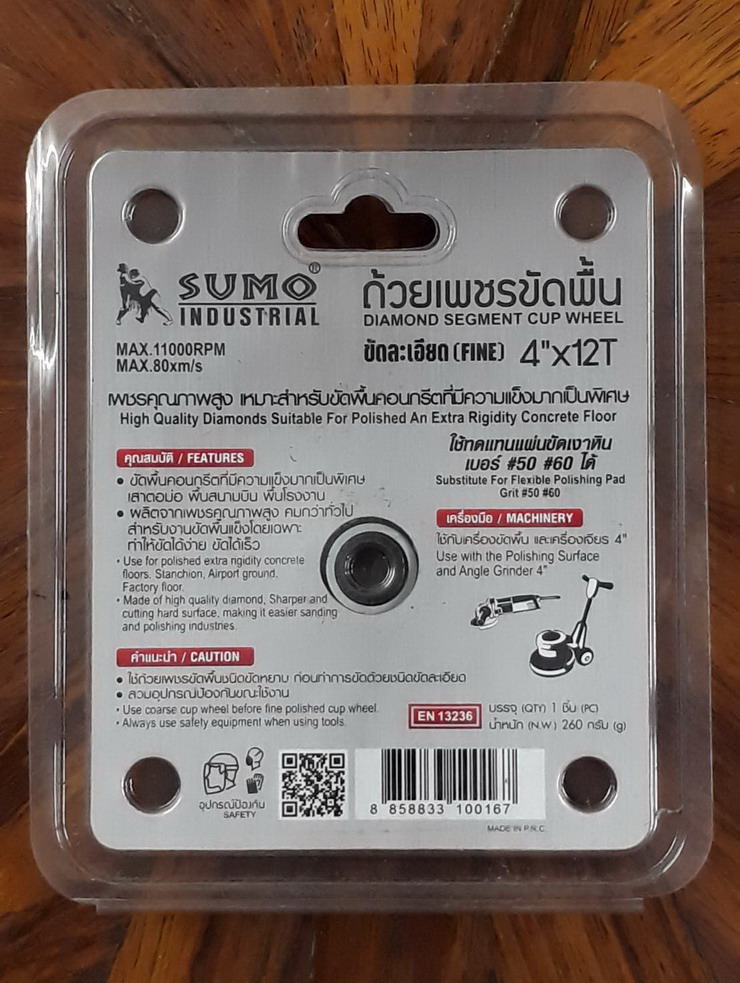 SUMO®
INDUSTRIAL
MAX.11000RPM
MAX.80xm/s
ถ้วยเพชรขัดพื้น
DIAMOND SEGMENT CUP WHEEL
ขัดละเอียด (FINE) 4"x12T
เพชรคุณภาพสูง เหมาะสำหรับขัดพื้นคอนกรีตที่มีความแข็งมากเป็นพิเศษ
High Quality Diamonds Suitable For Polished An Extra Rigidity Concrete Floor
คุณสมบัติ / FEATURES
• ขัดพื้นคอนกรีตที่มีความแข็งมากเป็นพิเศษ
เสาตอม่อ พื้นสนามบิน พื้นโรงงาน
• ผลิตจากเพชรคุณภาพสูง คมกว่าทั่วไป
สำหรับงานขัดพื้นแข็งโดยเฉพาะ
ทำให้ขัดได้ง่าย ขัดได้เร็ว
• Use for polished extra rigidity concrete
floors. Stanchion, Airport ground.
Factory floor.
• Made of high quality diamond, Sharper and
cutting hard surface, making it easier sanding
and polishing industries.
ใช้ทดแทนแผ่นขัดเงาหิน
เบอร์ #50 #60 ได้
Substitute For Flexible Polishing Pad
Grit #50 #60
เครื่องมือ / MACHINERY
ใช้กับเครื่องขัดพื้น และเครื่องเจียร 4"
Use with the Polishing Surface
and Angle Grinder 4"
คำแนะนำ / CAUTION
• ใช้ถ้วยเพชรขัดพื้นชนิดขัดหยาบ ก่อนทำการขัดด้วยชนิดขัดละเอียด
• สวมอุปกรณ์ป้องกันขณะใช้งาน
• Use coarse cup wheel before fine polished cup wheel.
• Always use safety equipment when using tools.
EN 13236
บรรจุ (QTY) 1 ชิ้น (PC)
น้ำหนัก (N.W.) 260 กรัม (g)
อุปกรณ์ป้องกัน
SAFETY
8 858833 100167
MADE IN P.R.C.